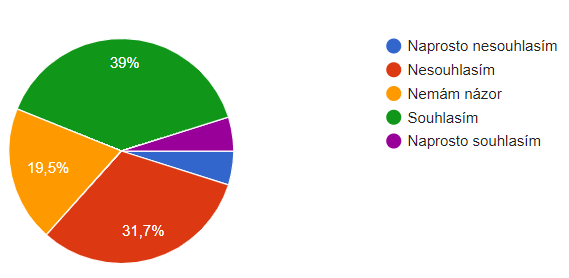 39%
19,5%
31,7%
Naprosto nesouhlasím
Nesouhlasím
Nemám názor
Souhlasím
Naprosto souhlasím